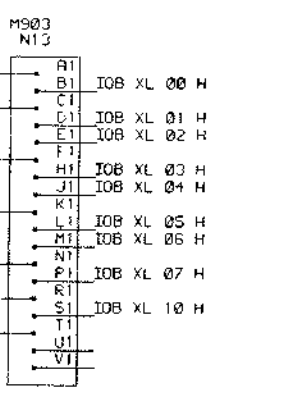 M903
N13
A1
B1 IOB XL 00 H
C1
D1 IOB XL 01 H
E1 IOB XL 02 H
F1
H1 IOB XL 03 H
J1 IOB XL 04 H
K1
L1 IOB XL 05 H
M1 IOB XL 06 H
N1
P1 IOB XL 07 H
R1
S1 IOB XL 10 H
T1
U1
V1